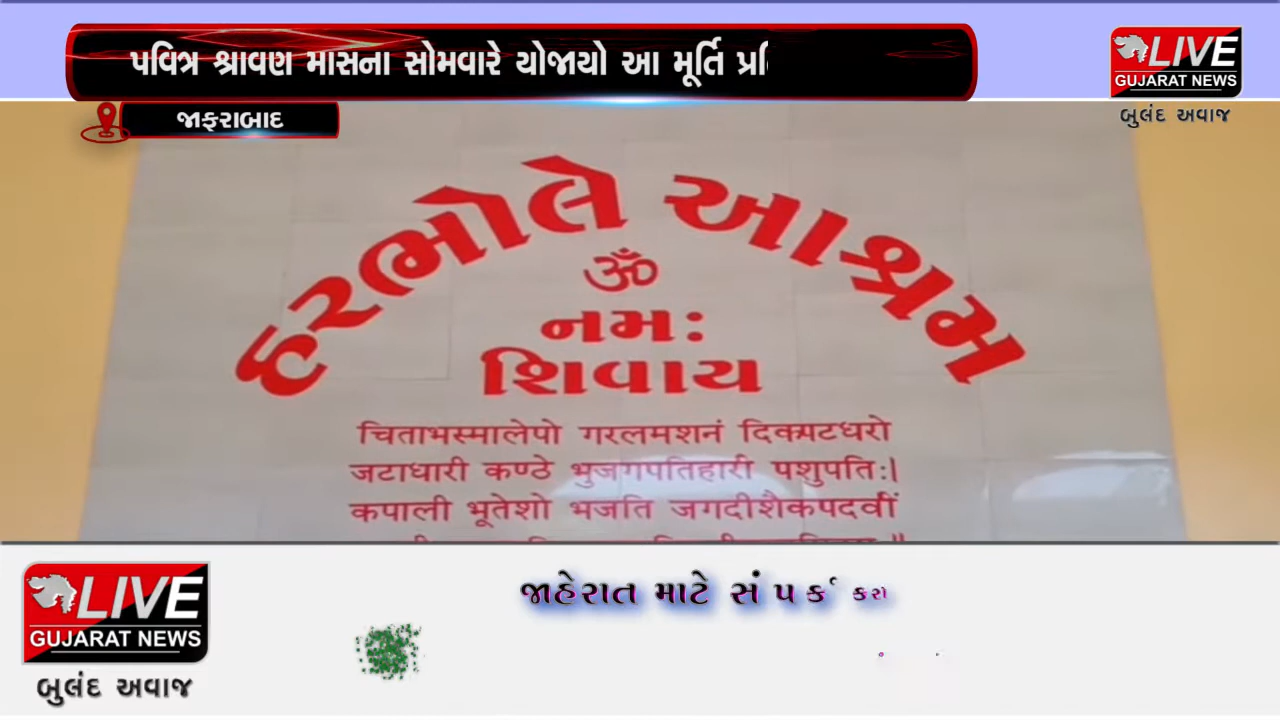 પવિત્ર શ્રાવણ માસના સોમવારે યોજાયો આ મૂર્તિ
LIVE
GUJARAT NEWS
બુલંદ અવાજ
જાફરાબાદ
હરભોલે આશ્રમ
ૐ
નમઃ
શિવાય
चिताभस्मालेपो गरलमशनं दिक्पटधरो
जटाधारी कण्ठे भुजगपतिहारी पशुपतिः।
कपाली भूतेशो भजति जगदीशैकपदवीं
જાહેરાત માટે સંપર્ક કરો
LIVE
GUJARAT NEWS
બુલંદ અવાજ